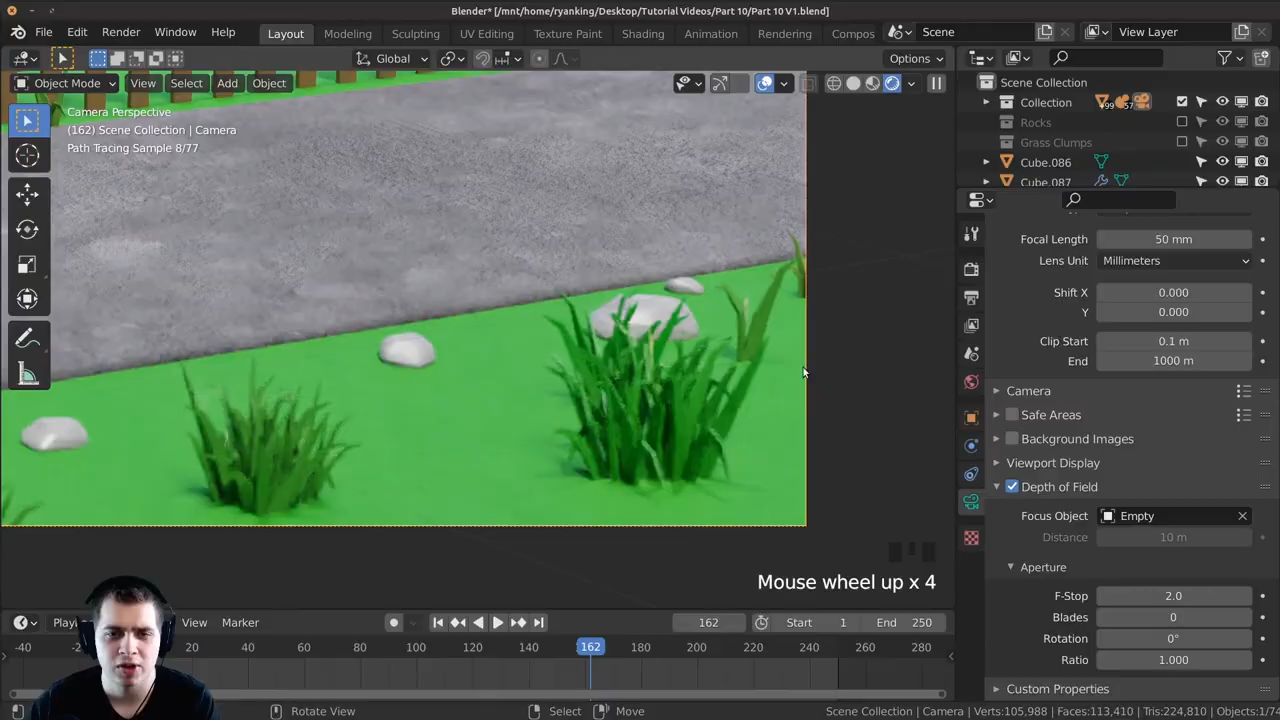 Blender* [/mnt/home/ryanking/Desktop/Tutorial Videos/Part 10/Part 10 V1.blend]
File Edit Render Window Help Layout Modeling Sculpting UV Editing Texture Paint Shading Animation Rendering Compos Scene View Layer
Global Options
Object Mode View Select Add Object
Scene Collection
Camera Perspective
Collection
(162) Scene Collection | Camera
Rocks
Path Tracing Sample 8/77
Grass Clumps
Cube.086
Cube.087
Focal Length 50 mm
Lens Unit Millimeters
Shift X 0.000
Y 0.000
Clip Start 0.1 m
End 1000 m
Camera
Safe Areas
Background Images
Viewport Display
Depth of Field
Focus Object Empty
Distance 10 m
Aperture
Mouse wheel up x 4
F-Stop 2.0
Blades 0
View Marker 162 Start 1 End 250
Rotation 0°
-40 20 40 60 80 100 120 140 162 180 200 220 240 260 280
Ratio 1.000
Custom Properties
Rotate View Select Move Scene Collection | Camera | Verts:105,988 | Faces:113,410 | Tris:224,810 | Objects:1/74